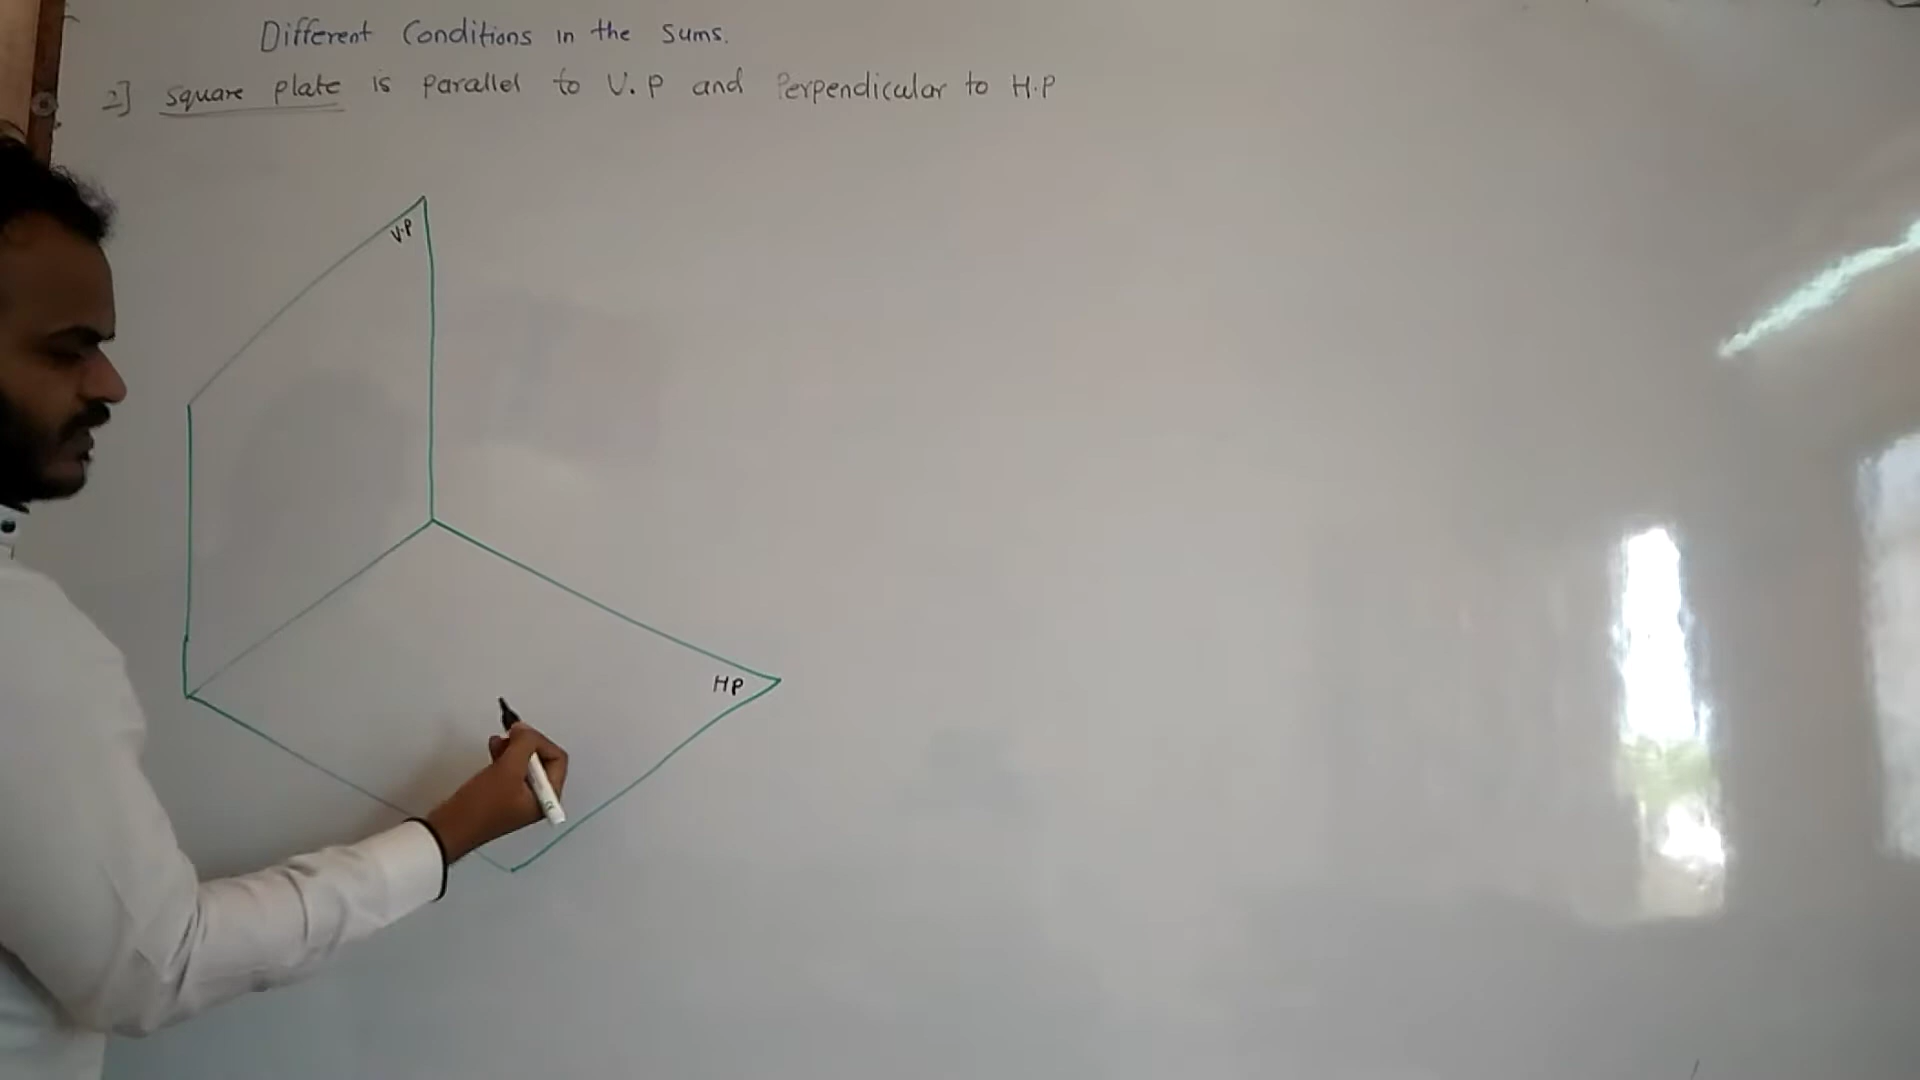 Different Conditions in the Sums.
2] Square plate is parallel to V.P and Perpendicular to H.P
V.P
HP